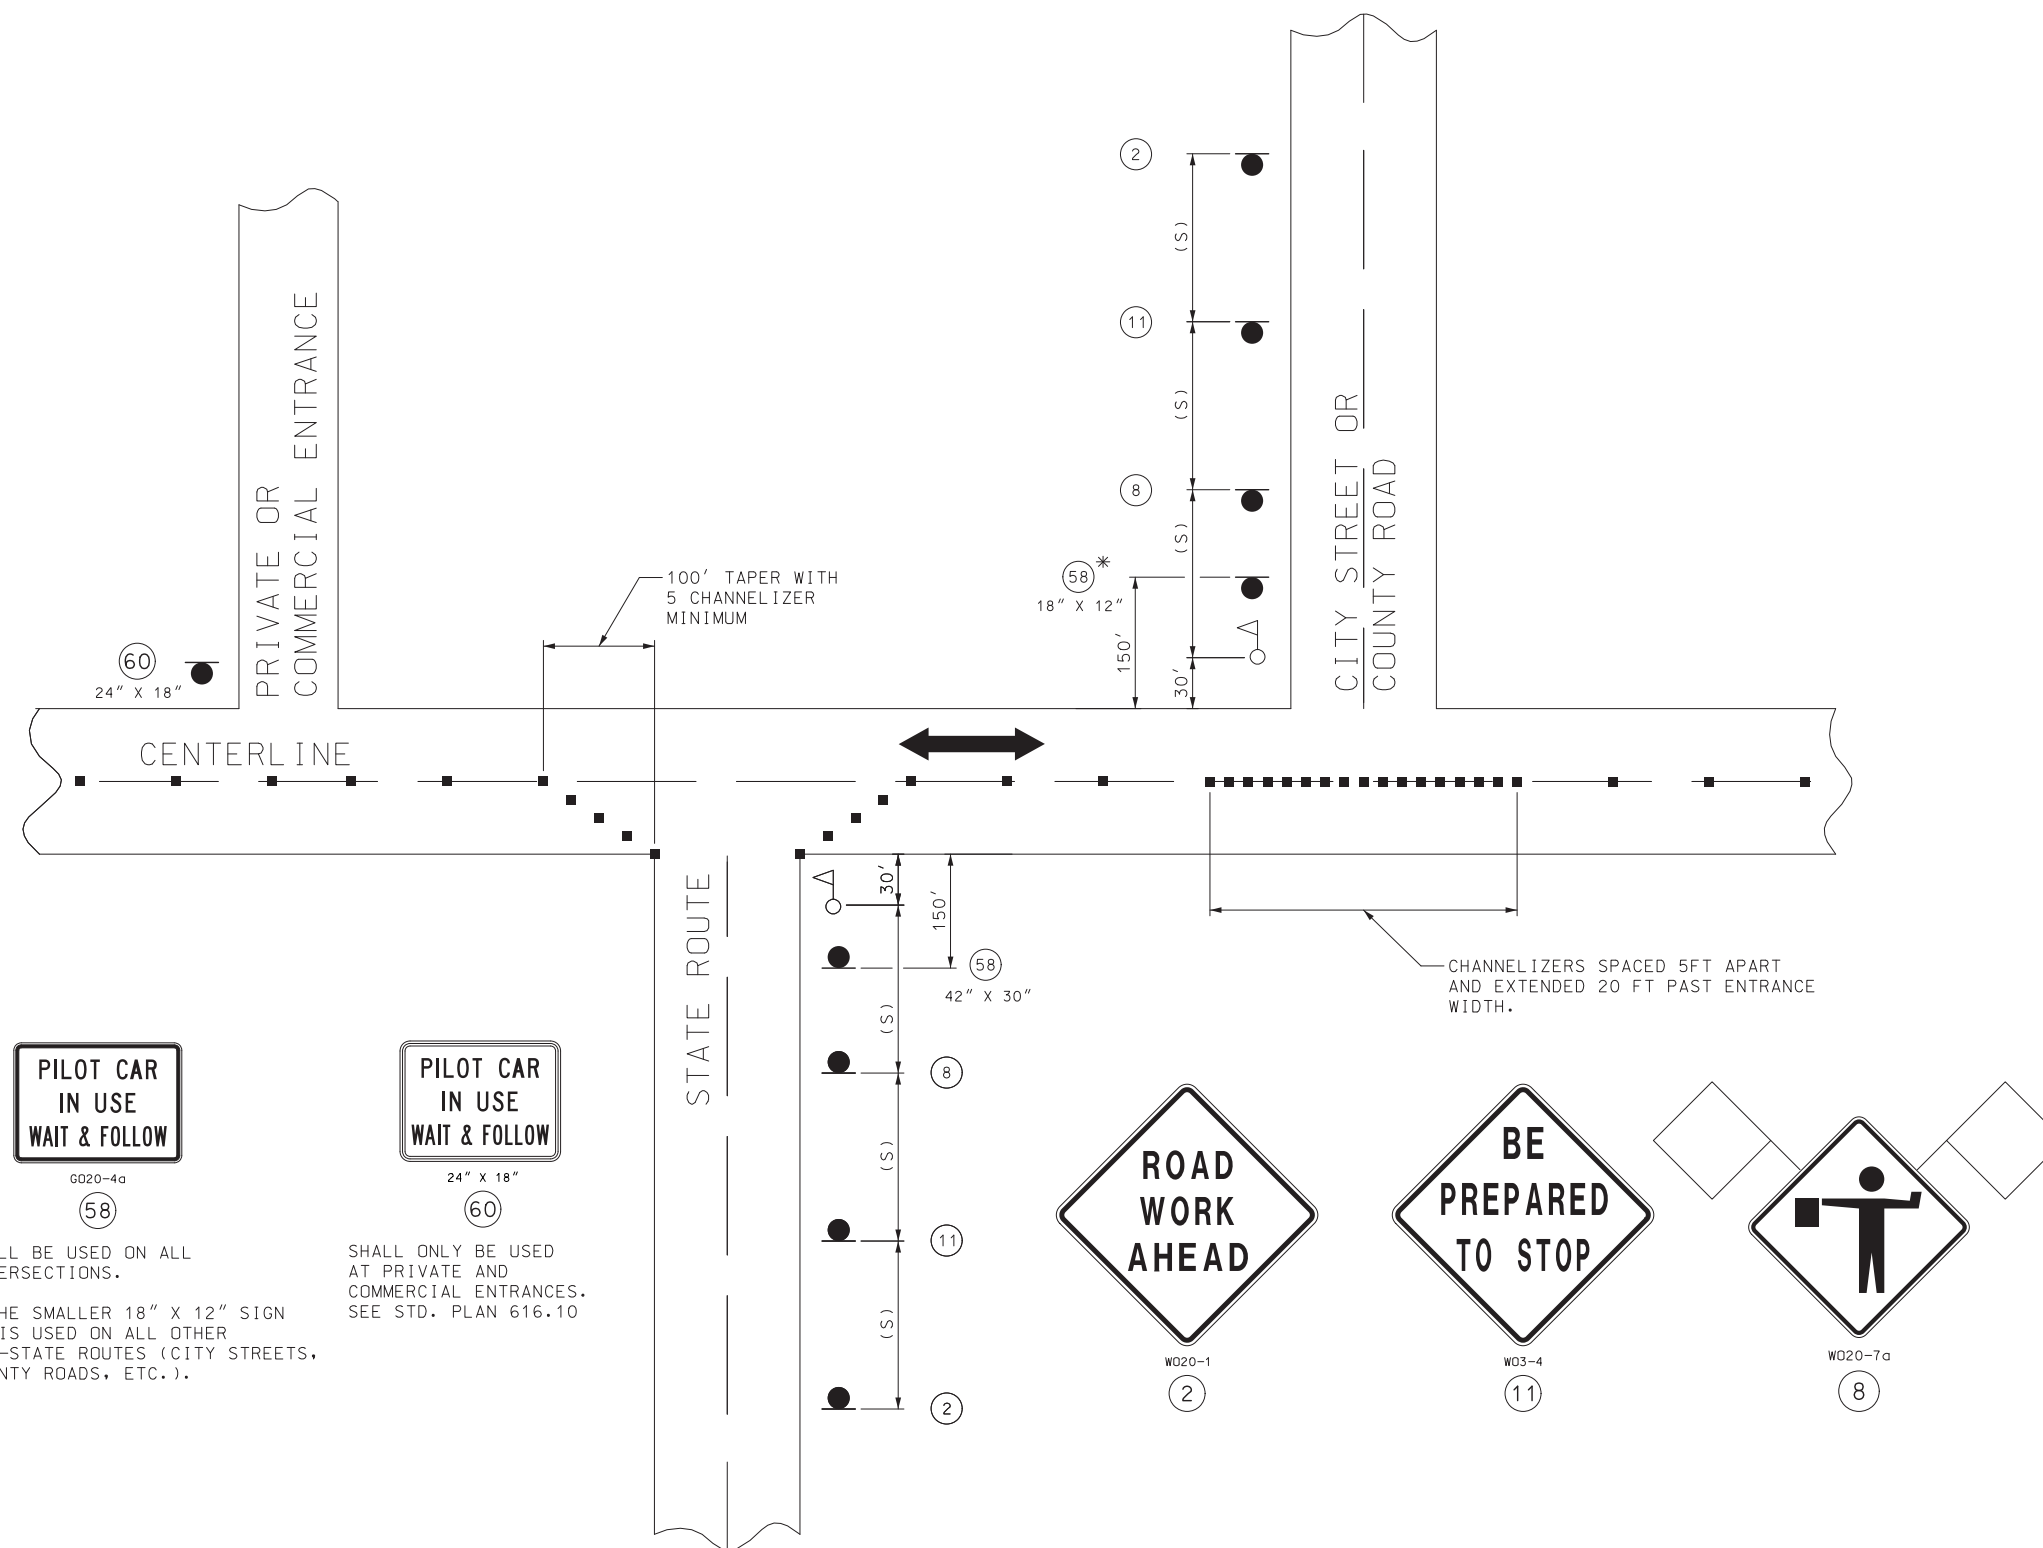 2
(S)
11
(S)
8
(S)
58 *
18" X 12"
150'
30'
CITY STREET OR
COUNTY ROAD
PRIVATE OR
COMMERCIAL ENTRANCE
100' TAPER WITH
5 CHANNELIZER
MINIMUM
60
24" X 18"
CENTERLINE
STATE ROUTE
30'
150'
58
42" X 30"
(S)
8
(S)
11
(S)
2
CHANNELIZERS SPACED 5FT APART
AND EXTENDED 20 FT PAST ENTRANCE
WIDTH.
PILOT CAR
IN USE
WAIT & FOLLOW
GO20-4a
58
LL BE USED ON ALL
ERSECTIONS.
HE SMALLER 18" X 12" SIGN
IS USED ON ALL OTHER
-STATE ROUTES (CITY STREETS,
NTY ROADS, ETC.).
PILOT CAR
IN USE
WAIT & FOLLOW
24" X 18"
60
SHALL ONLY BE USED
AT PRIVATE AND
COMMERCIAL ENTRANCES.
SEE STD. PLAN 616.10
ROAD
WORK
AHEAD
WO20-1
2
BE
PREPARED
TO STOP
WO3-4
11
WO20-7a
8